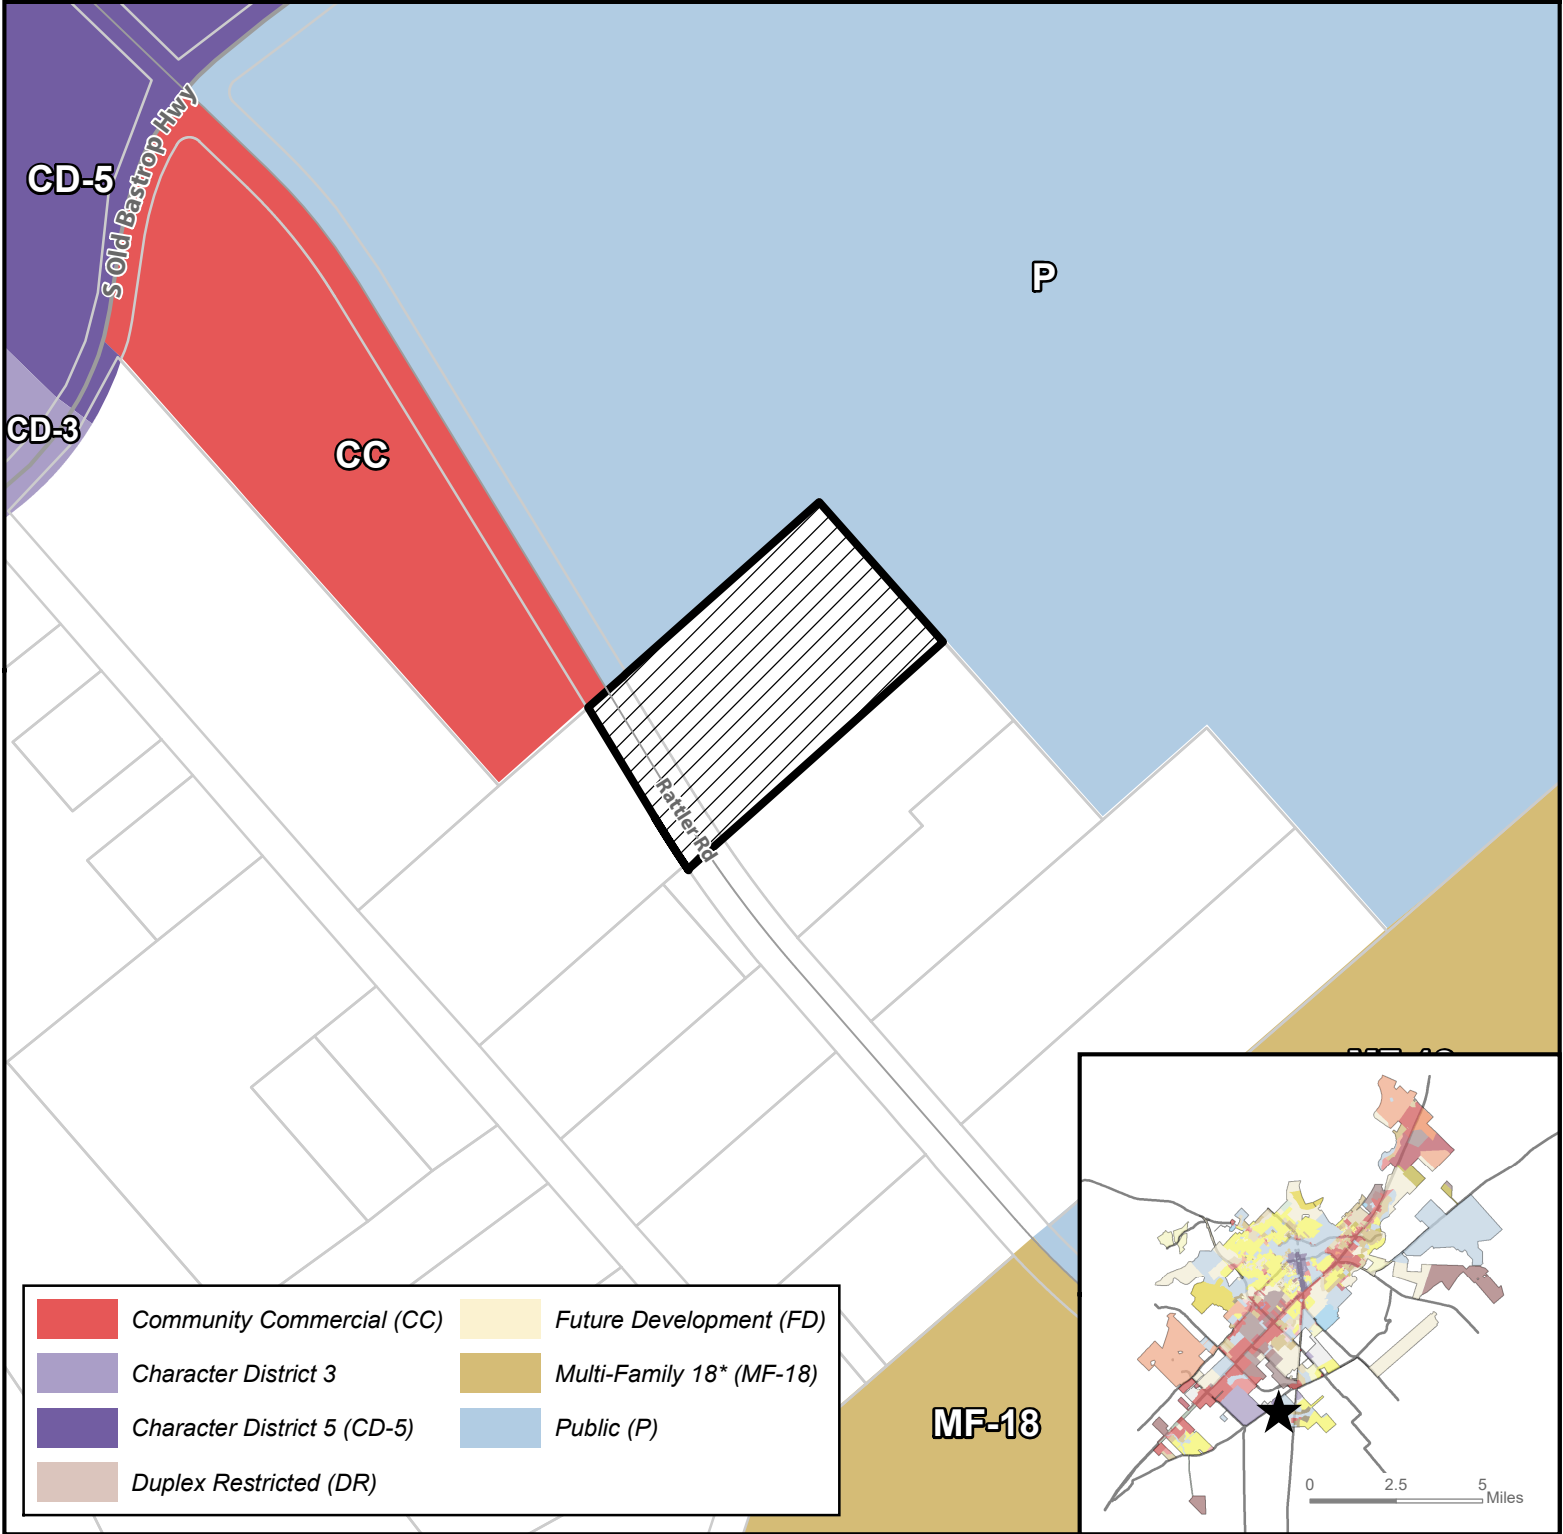 CD-5
S Old Bastrop Hwy
P
CD-3
CC
Rattler Rd
MF-18
Community Commercial (CC)
Character District 3
Character District 5 (CD-5)
Duplex Restricted (DR)
Future Development (FD)
Multi-Family 18* (MF-18)
Public (P)
0 2.5 5
Miles